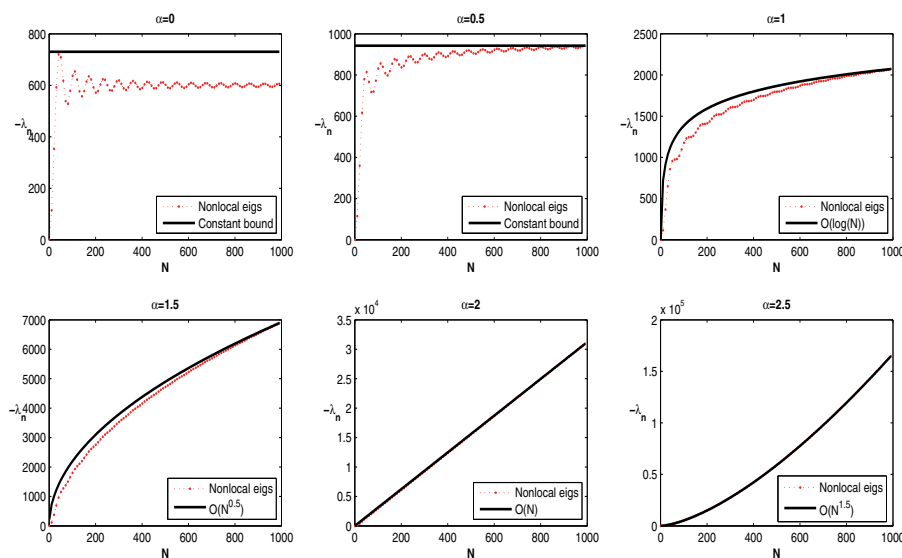 α=0
800
600
400
200
0
−λn
0
200
400
600
800
1000
N
Nonlocal eigs
Constant bound
α=0.5
1000
800
600
400
200
0
−λn
0
200
400
600
800
1000
N
Nonlocal eigs
Constant bound
α=1
2500
2000
1500
1000
500
0
−λn
0
200
400
600
800
1000
N
Nonlocal eigs
O(log(N))
α=1.5
7000
6000
5000
4000
3000
2000
1000
0
−λn
0
200
400
600
800
1000
N
Nonlocal eigs
O(N^0.5)
α=2
x 10^4
3.5
3
2.5
2
1.5
1
0.5
0
−λn
0
200
400
600
800
1000
N
Nonlocal eigs
O(N)
α=2.5
x 10^5
2
1.5
1
0.5
0
−λn
0
200
400
600
800
1000
N
Nonlocal eigs
O(N^1.5)